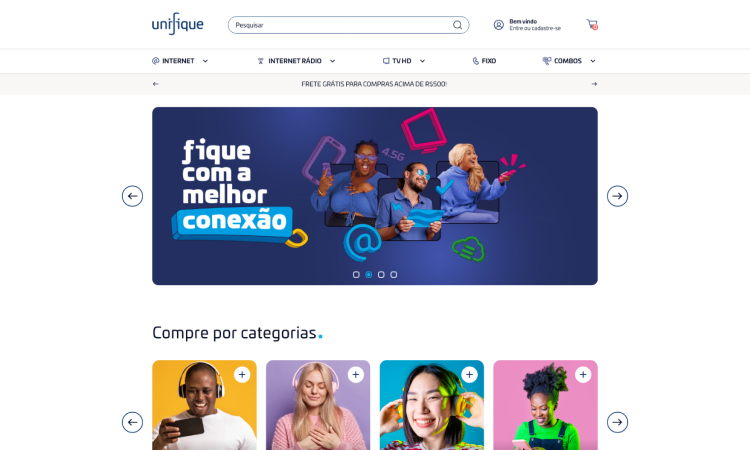 unifique
Pesquisar
Bem vindo
Entre ou cadastre-se
INTERNET
INTERNET RÁDIO
TV HD
FIXO
COMBOS
FRETE GRÁTIS PARA COMPRAS ACIMA DE R$500!
fique
com a
melhor
conexão
4.5G
@
Compre por categorias.